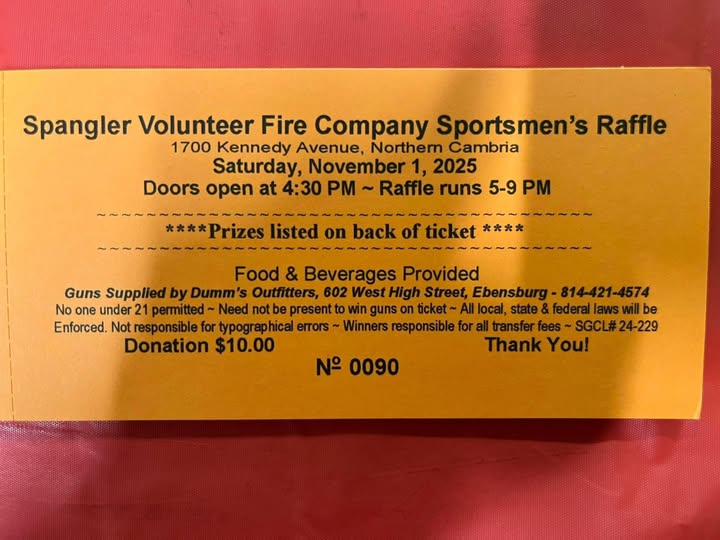 Spangler Volunteer Fire Company Sportsmen's Raffle
1700 Kennedy Avenue, Northern Cambria
Saturday, November 1, 2025
Doors open at 4:30 PM ~ Raffle runs 5-9 PM
~~~~~~~~~~~~~~~~~~~~~~~~~~~~~~~~~~~~~~~~
****Prizes listed on back of ticket ****
~~~~~~~~~~~~~~~~~~~~~~~~~~~~~~~~~~~~~~~~
Food & Beverages Provided
Guns Supplied by Dumm's Outfitters, 602 West High Street, Ebensburg - 814-421-4574
No one under 21 permitted ~ Need not be present to win guns on ticket ~ All local, state & federal laws will be
Enforced. Not responsible for typographical errors ~ Winners responsible for all transfer fees ~ SGCL# 24-229
Donation $10.00 Thank You!
Nº 0090